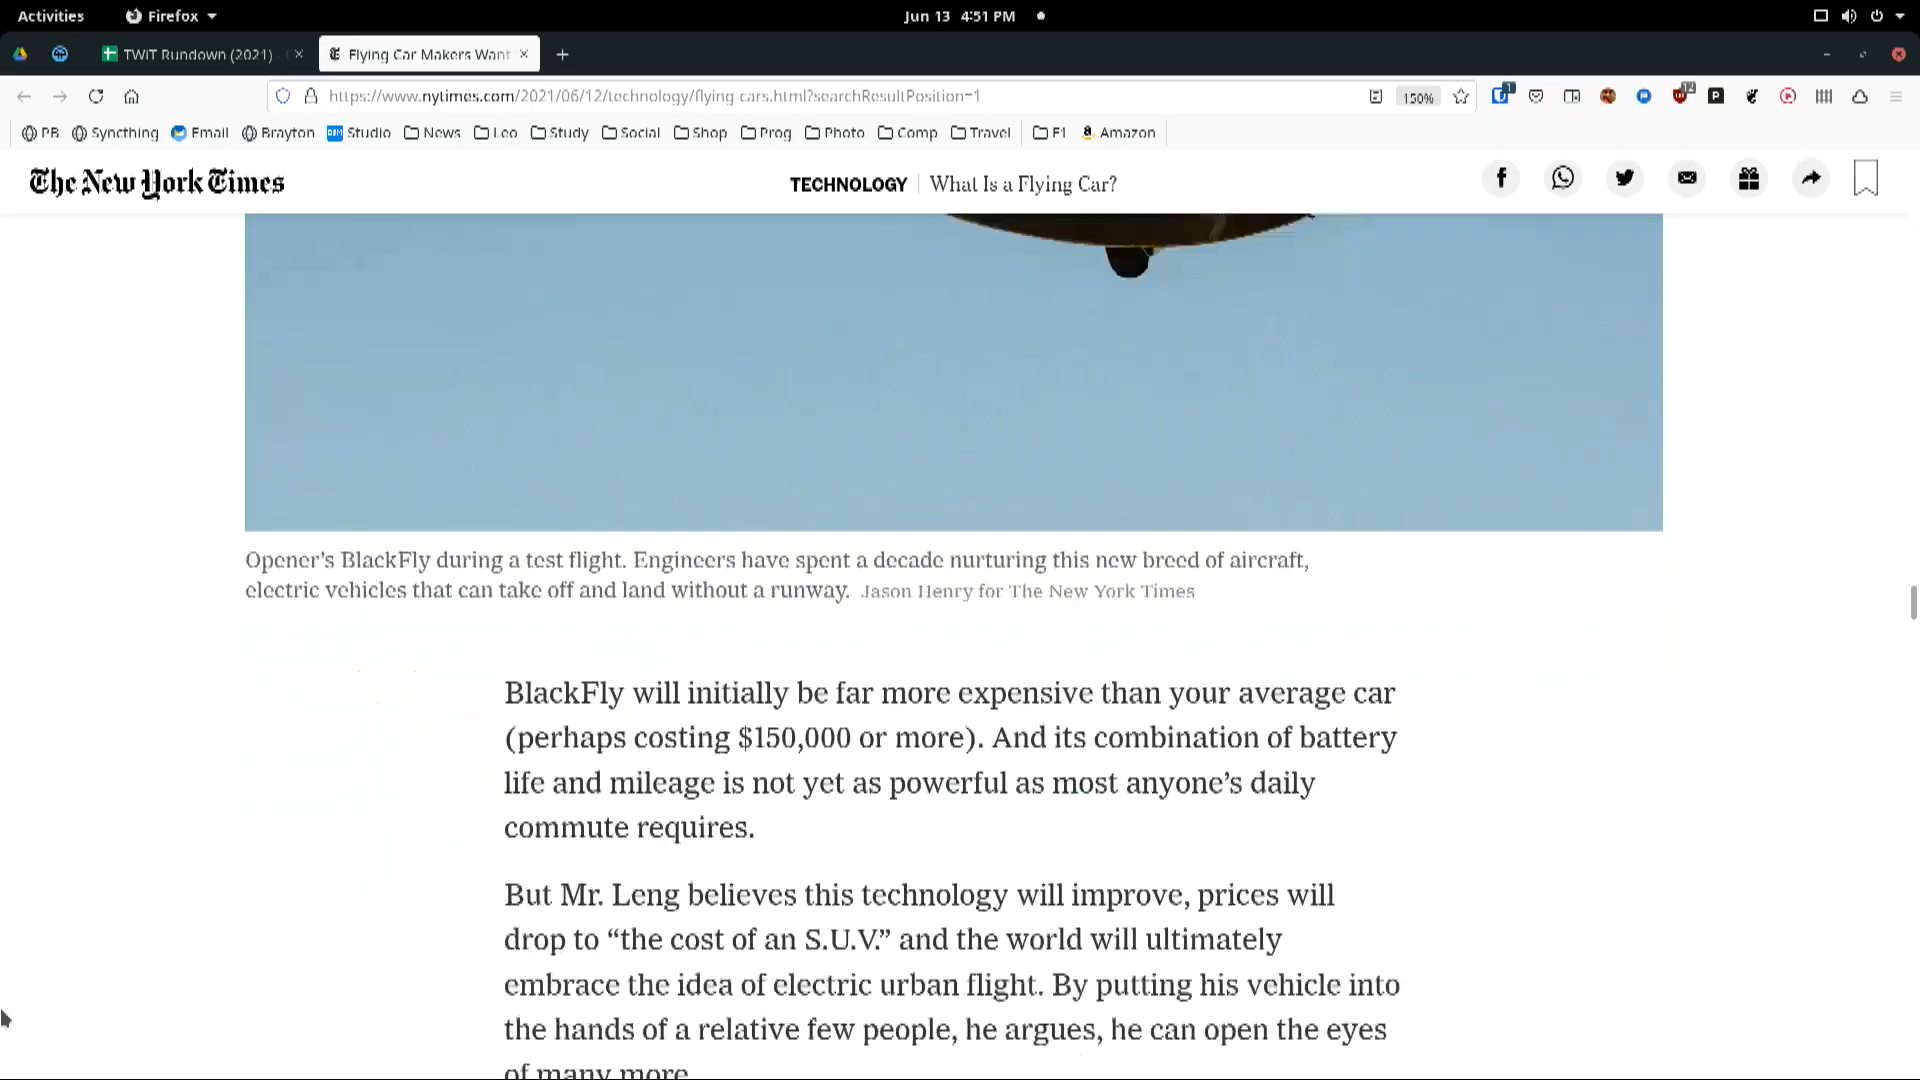 Activities Firefox Jun 13 4:51 PM
TWiT Rundown (2021) Flying Car Makers Want
https://www.nytimes.com/2021/06/12/technology/flying-cars.html?searchResultPosition=1 150% 1 12
PB Syncthing Email Brayton Studio News Leo Study Social Shop Prog Photo Comp Travel F1 Amazon
The New York Times TECHNOLOGY What Is a Flying Car?
Opener's BlackFly during a test flight. Engineers have spent a decade nurturing this new breed of aircraft,
electric vehicles that can take off and land without a runway. Jason Henry for The New York Times
BlackFly will initially be far more expensive than your average car
(perhaps costing $150,000 or more). And its combination of battery
life and mileage is not yet as powerful as most anyone's daily
commute requires.
But Mr. Leng believes this technology will improve, prices will
drop to “the cost of an S.U.V.” and the world will ultimately
embrace the idea of electric urban flight. By putting his vehicle into
the hands of a relative few people, he argues, he can open the eyes
of many more